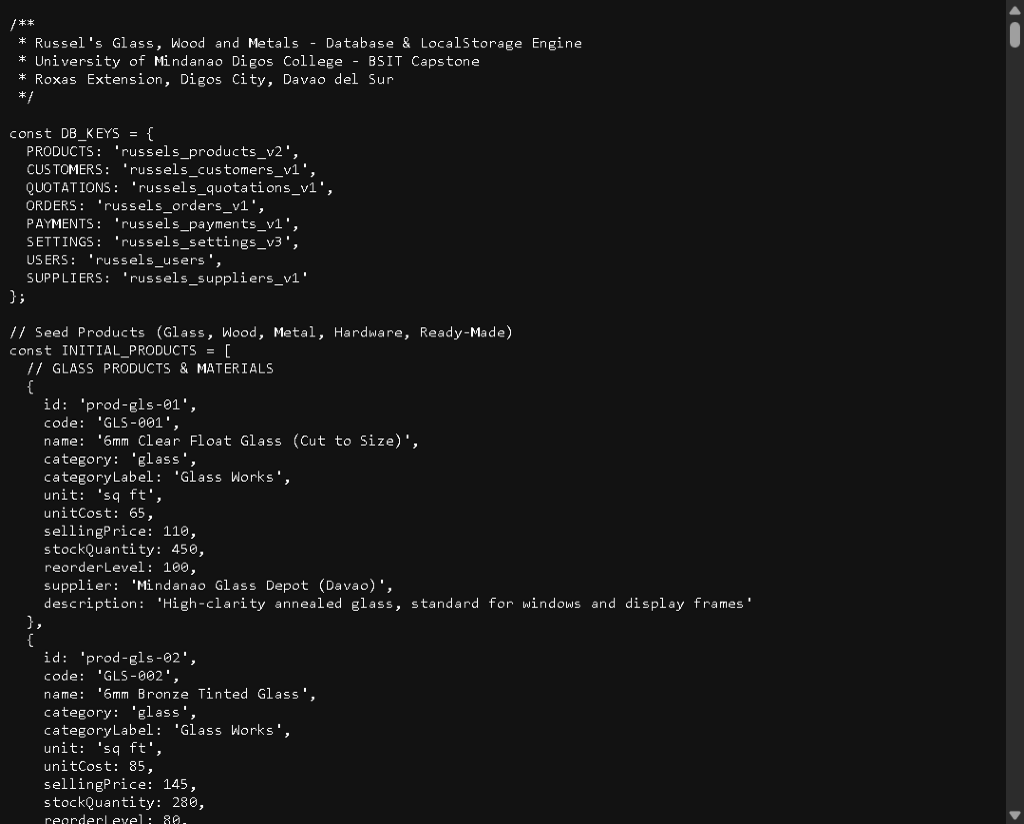 /**
 * Russel's Glass, Wood and Metals - Database & LocalStorage Engine
 * University of Mindanao Digos College - BSIT Capstone
 * Roxas Extension, Digos City, Davao del Sur
 */

const DB_KEYS = {
  PRODUCTS: 'russels_products_v2',
  CUSTOMERS: 'russels_customers_v1',
  QUOTATIONS: 'russels_quotations_v1',
  ORDERS: 'russels_orders_v1',
  PAYMENTS: 'russels_payments_v1',
  SETTINGS: 'russels_settings_v3',
  USERS: 'russels_users',
  SUPPLIERS: 'russels_suppliers_v1'
};

// Seed Products (Glass, Wood, Metal, Hardware, Ready-Made)
const INITIAL_PRODUCTS = [
  // GLASS PRODUCTS & MATERIALS
  {
    id: 'prod-gls-01',
    code: 'GLS-001',
    name: '6mm Clear Float Glass (Cut to Size)',
    category: 'glass',
    categoryLabel: 'Glass Works',
    unit: 'sq ft',
    unitCost: 65,
    sellingPrice: 110,
    stockQuantity: 450,
    reorderLevel: 100,
    supplier: 'Mindanao Glass Depot (Davao)',
    description: 'High-clarity annealed glass, standard for windows and display frames'
  },
  {
    id: 'prod-gls-02',
    code: 'GLS-002',
    name: '6mm Bronze Tinted Glass',
    category: 'glass',
    categoryLabel: 'Glass Works',
    unit: 'sq ft',
    unitCost: 85,
    sellingPrice: 145,
    stockQuantity: 280,
    reorderLevel: 80,